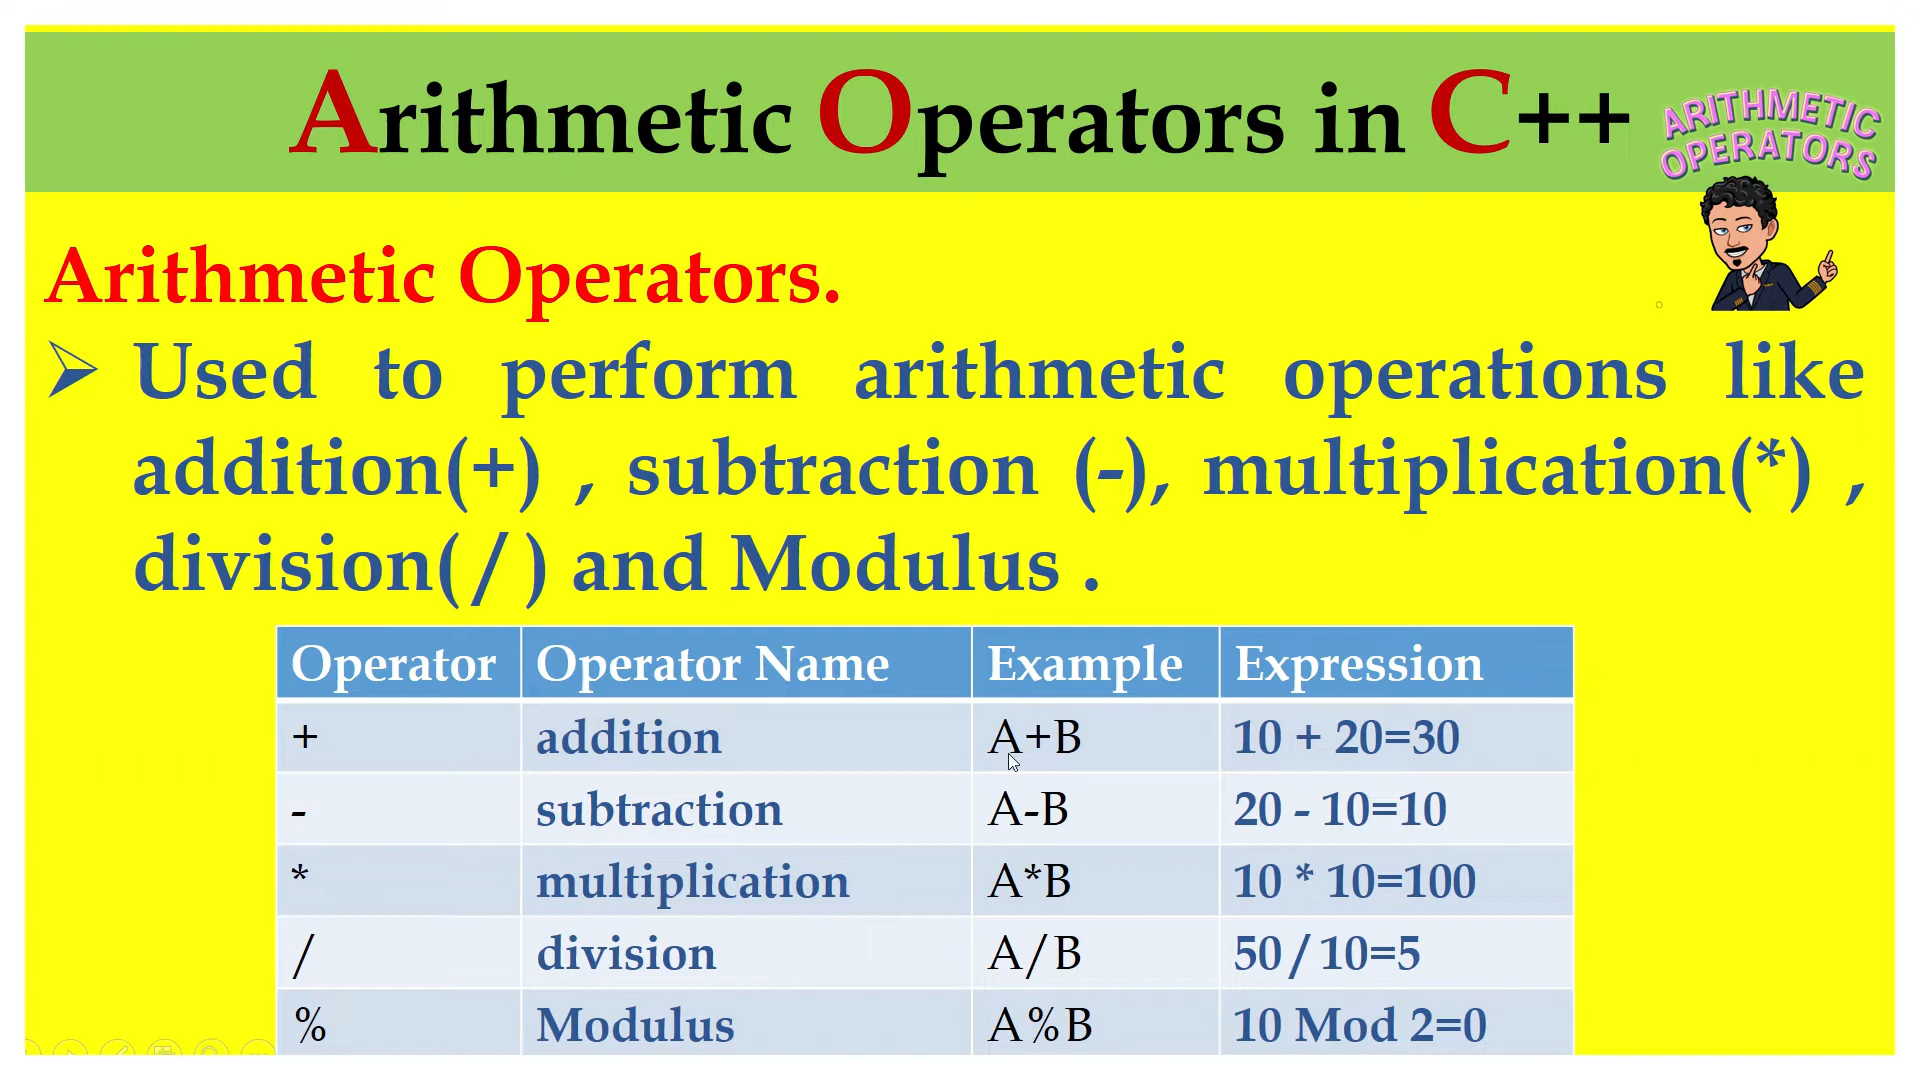 Arithmetic Operators in C++
ARITHMETIC
OPERATORS
Arithmetic Operators.
Used to perform arithmetic operations like
addition(+) , subtraction (-), multiplication(*) ,
division(/) and Modulus .
Operator Operator Name Example Expression
+ addition A+B 10 + 20=30
- subtraction A-B 20 - 10=10
* multiplication A*B 10 * 10=100
/ division A/B 50 / 10=5
% Modulus A%B 10 Mod 2=0